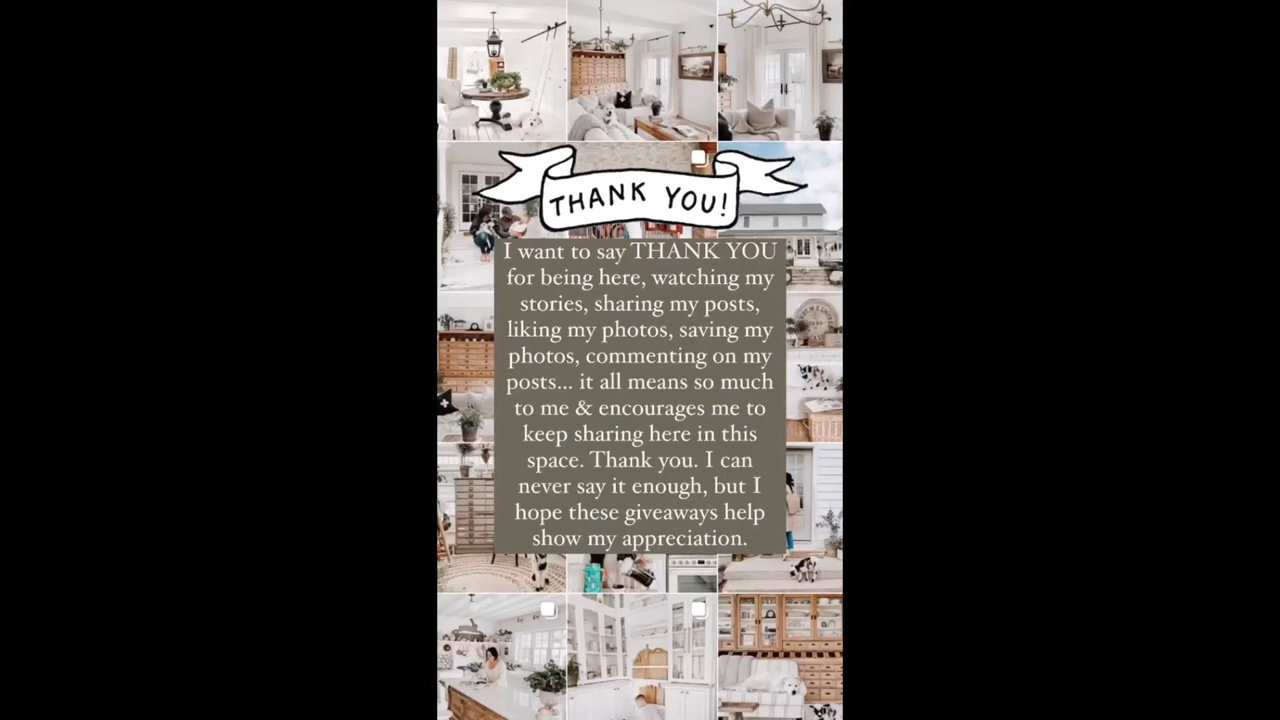 THANK YOU!
I want to say THANK YOU
for being here, watching my
stories, sharing my posts,
liking my photos, saving my
photos, commenting on my
posts... it all means so much
to me & encourages me to
keep sharing here in this
space. Thank you. I can
never say it enough, but I
hope these giveaways help
show my appreciation.